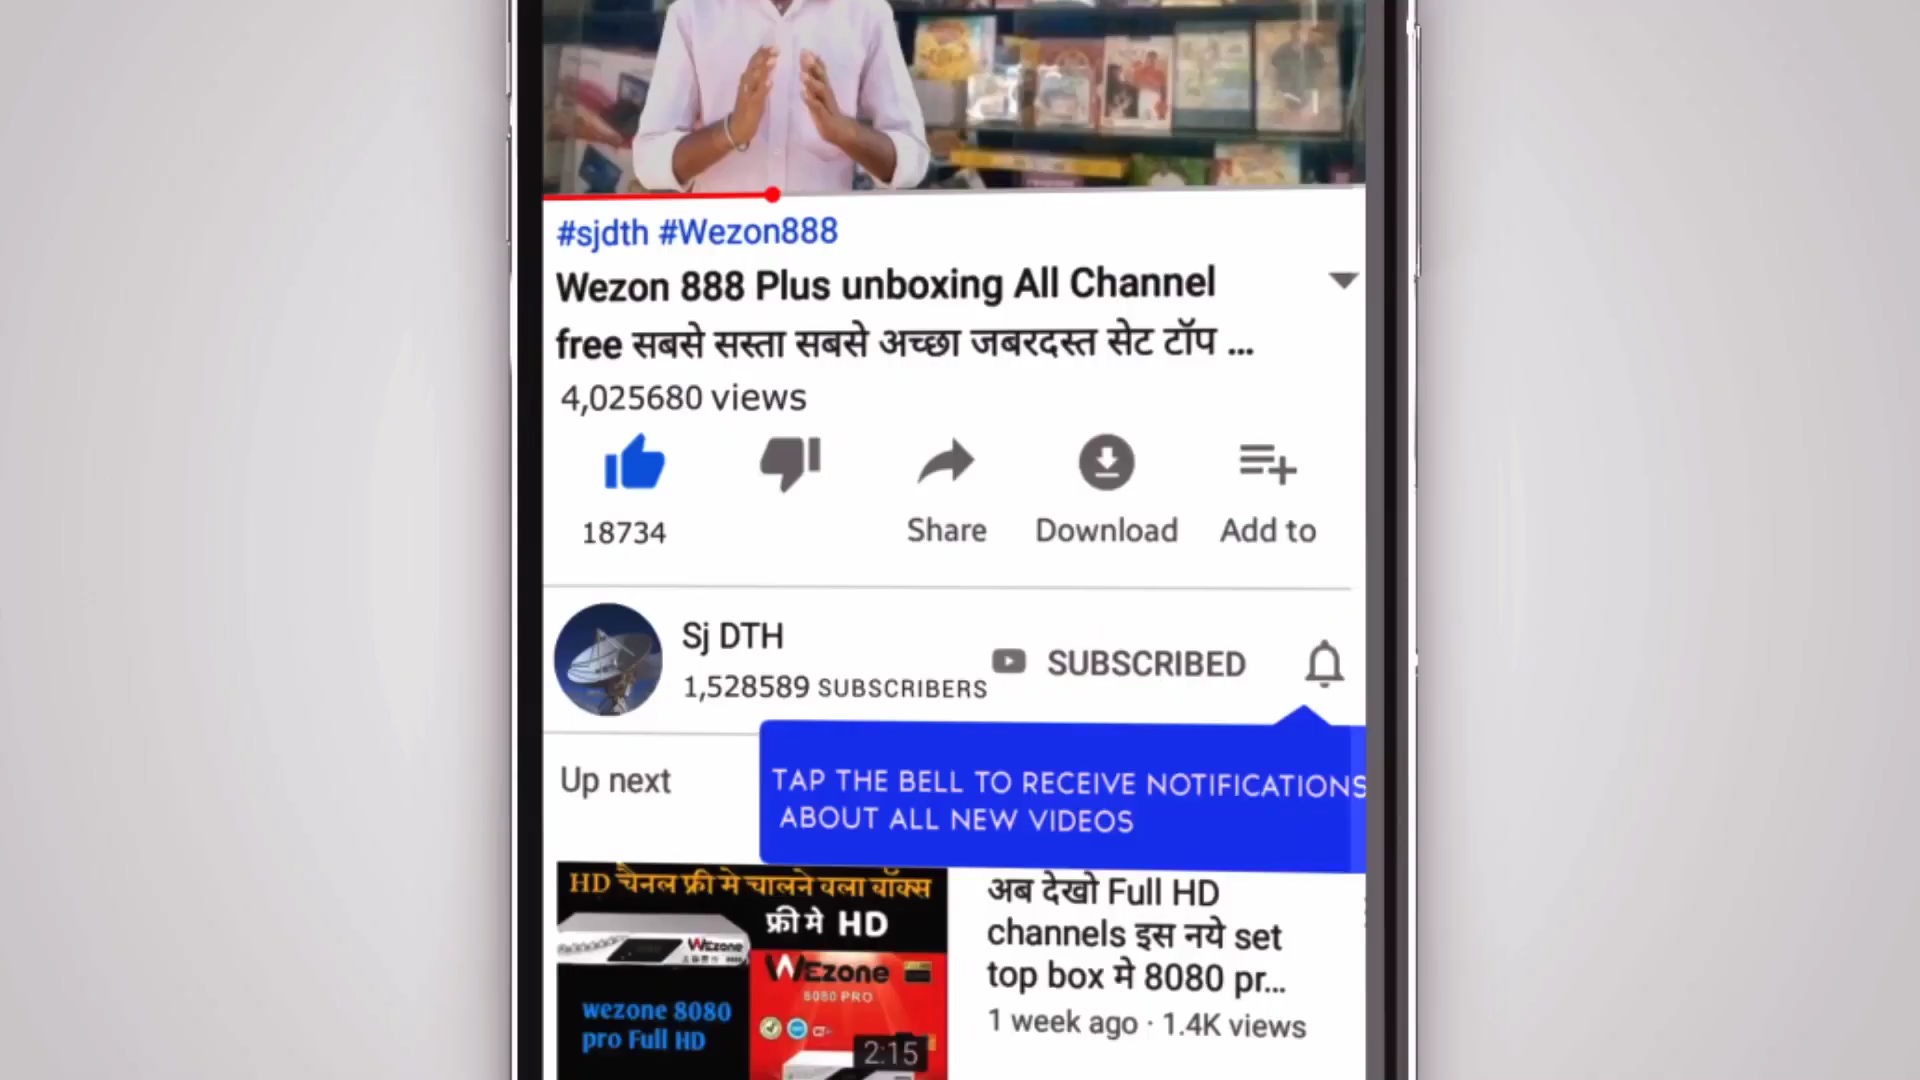 #sjdth #Wezon888
Wezon 888 Plus unboxing All Channel
free सबसे सस्ता सबसे अच्छा जबरदस्त सेट टॉप ...
4,025680 views
18734
Share
Download
Add to
Sj DTH
1,528589 SUBSCRIBERS
SUBSCRIBED
TAP THE BELL TO RECEIVE NOTIFICATIONS
ABOUT ALL NEW VIDEOS
Up next
HD चैनल फ्री मे चालने वला बॉक्स
फ्री मे HD
WEzone
WEzone
8080 PRO
wezone 8080
pro Full HD
2:15
अब देखो Full HD
channels इस नये set
top box मे 8080 pr...
1 week ago · 1.4K views